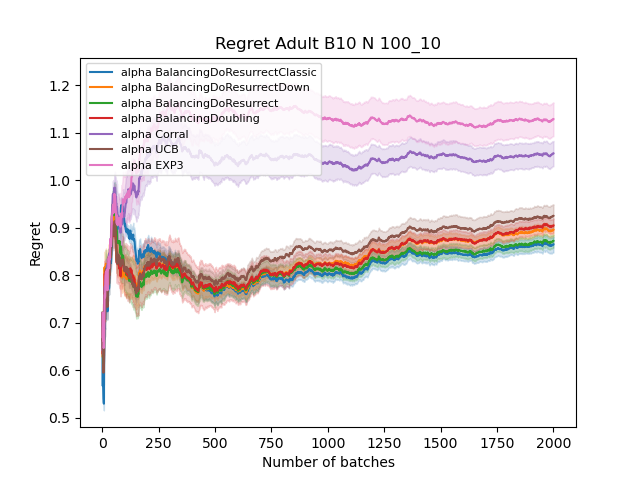 Regret Adult B10 N 100_10
alpha BalancingDoResurrectClassic
alpha BalancingDoResurrectDown
alpha BalancingDoResurrect
alpha BalancingDoubling
alpha Corral
alpha UCB
alpha EXP3
1.2
1.1
1.0
0.9
0.8
0.7
0.6
0.5
Regret
0
250
500
750
1000
1250
1500
1750
2000
Number of batches